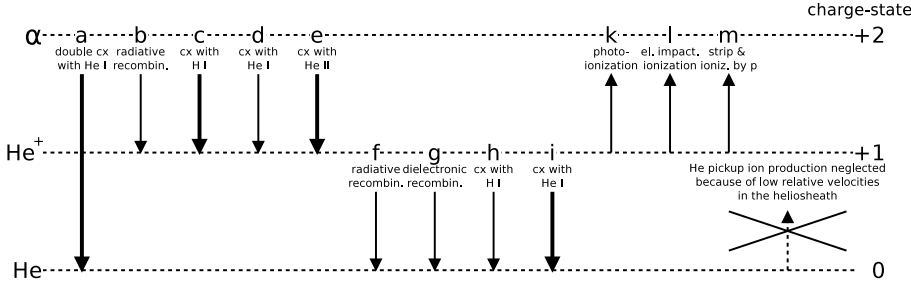 charge-state
α a b c d e k l m +2
double cx radiative cx with cx with cx with photo- el. impact. strip &
with He I recombin. H I He I He II ionization ionization ioniz. by p
He+ f g h i +1
radiative dielectronic cx with cx with He pickup ion production neglected
recombin. recombin. H I He I because of low relative velocities
in the heliosheath
He 0